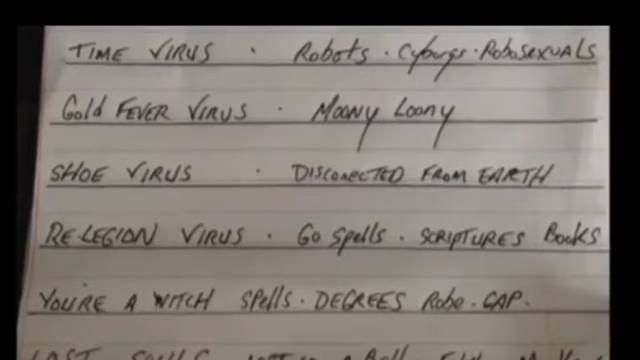 TIME VIRUS · Robots · Cyborgs · RoboSEXUALS
Gold FEVER VIRUS · MOONY LOONY
SHOE VIRUS · DISCONECTED FROM EARTH
RE-LEGION VIRUS · Go Spells · SCRIPTURES Books
YOU'RE A WITCH SPELLS · DEGREES Robe · CAP.